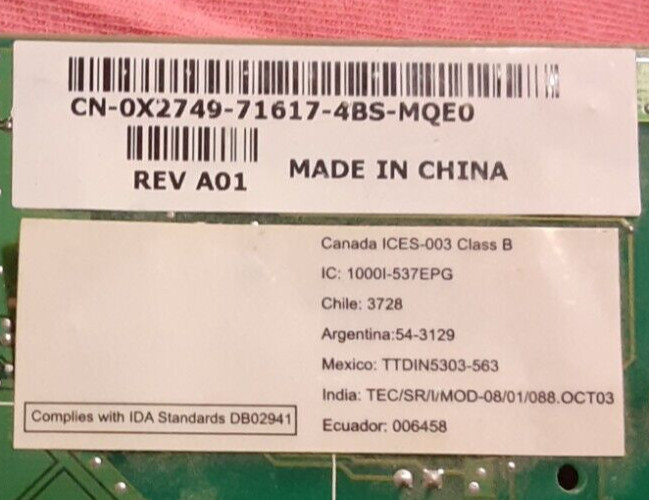 CN-0X2749-71617-4BS-MQE0
REV A01
MADE IN CHINA
Canada ICES-003 Class B
IC: 1000I-537EPG
Chile: 3728
Argentina:54-3129
Mexico: TTDIN5303-563
India: TEC/SR/I/MOD-08/01/088.OCT03
Complies with IDA Standards DB02941
Ecuador: 006458